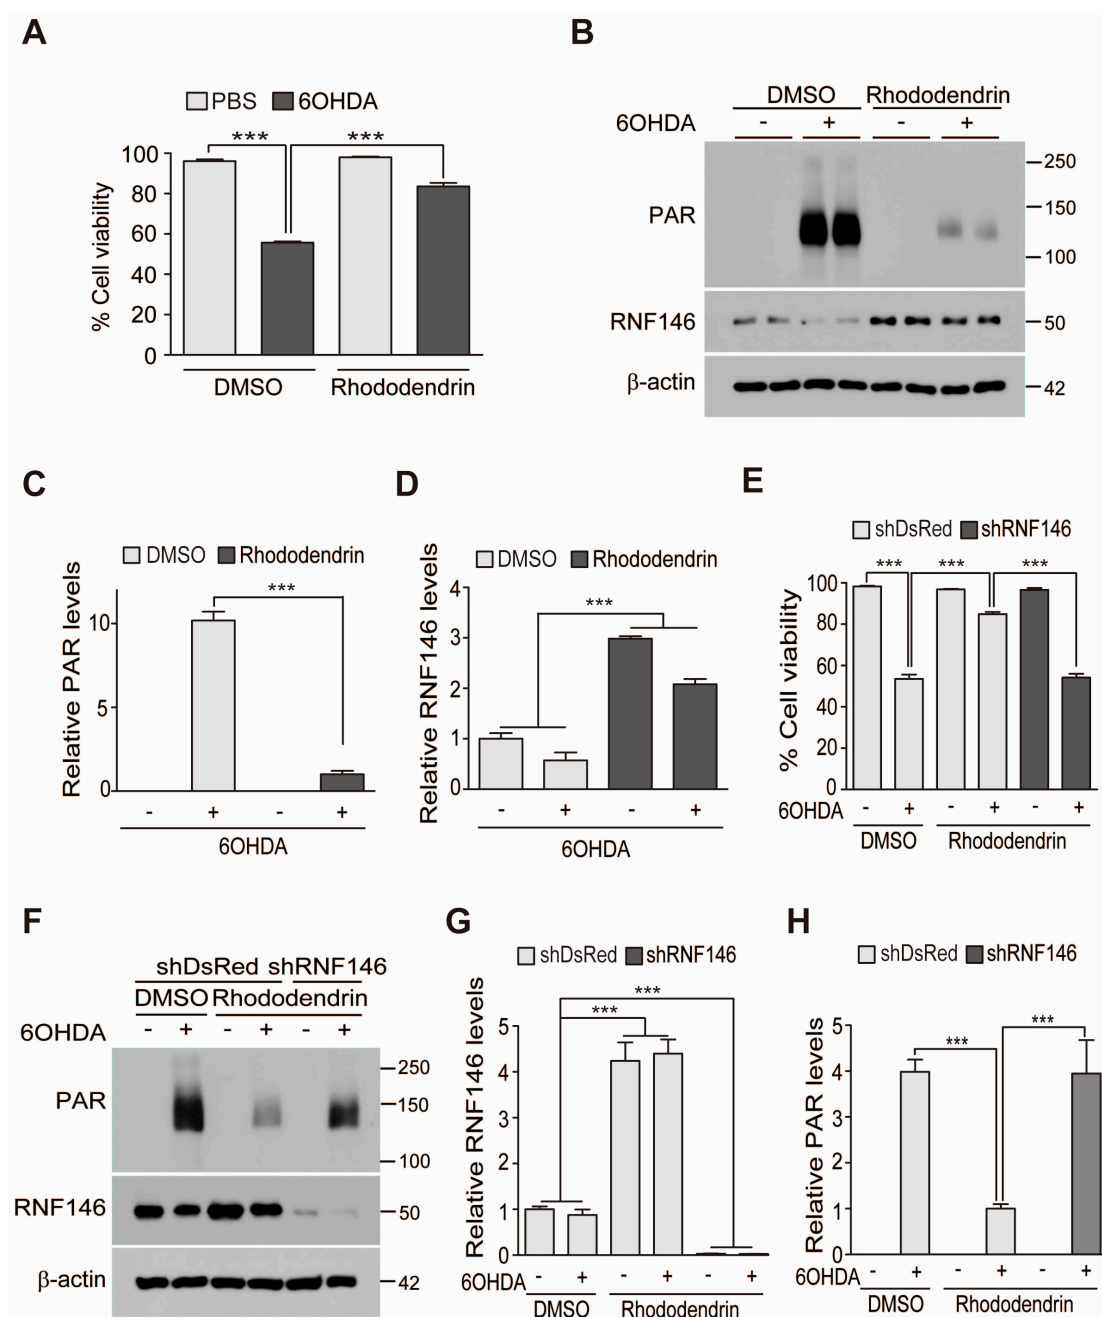 A
PBS 6OHDA
*** ***
% Cell viability
100
80
60
40
20
0
DMSO Rhododendrin
B
DMSO Rhododendrin
6OHDA - + - +
PAR
250
150
100
RNF146
50
β-actin
42
C
DMSO Rhododendrin
***
Relative PAR levels
10
5
0
- + - +
6OHDA
D
DMSO Rhododendrin
***
Relative RNF146 levels
4
3
2
1
0
- + - +
6OHDA
E
shDsRed shRNF146
*** *** ***
% Cell viability
100
80
60
40
20
0
6OHDA - + - + - +
DMSO Rhododendrin
F
shDsRed shRNF146
DMSO Rhododendrin
6OHDA - + - + - +
PAR
250
150
100
RNF146
50
β-actin
42
G
shDsRed shRNF146
***
***
Relative RNF146 levels
5
4
3
2
1
0
6OHDA - + - + - +
DMSO Rhododendrin
H
shDsRed shRNF146
***
***
Relative PAR levels
5
4
3
2
1
0
6OHDA - + - + - +
DMSO Rhododendrin